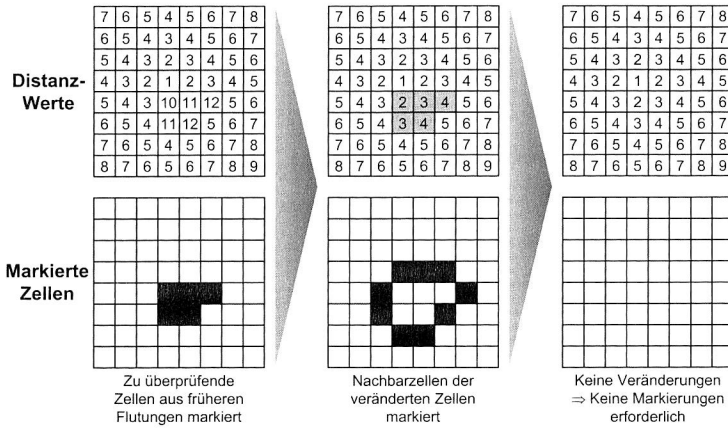 7 6 5 4 5 6 7 8
6 5 4 3 4 5 6 7
5 4 3 2 3 4 5 6
4 3 2 1 2 3 4 5
5 4 3 10 11 12 5 6
6 5 4 11 12 5 6 7
7 6 5 4 5 6 7 8
8 7 6 5 6 7 8 9
7 6 5 4 5 6 7 8
6 5 4 3 4 5 6 7
5 4 3 2 3 4 5 6
4 3 2 1 2 3 4 5
5 4 3 2 3 4 5 6
6 5 4 3 4 5 6 7
7 6 5 4 5 6 7 8
8 7 6 5 6 7 8 9
7 6 5 4 5 6 7 8
6 5 4 3 4 5 6 7
5 4 3 2 3 4 5 6
4 3 2 1 2 3 4 5
5 4 3 2 3 4 5 6
6 5 4 3 4 5 6 7
7 6 5 4 5 6 7 8
8 7 6 5 6 7 8 9
Distanz-
Werte
Markierte
Zellen
Zu überprüfende
Zellen aus früheren
Flutungen markiert
Nachbarzellen der
veränderten Zellen
markiert
Keine Veränderungen
⇒ Keine Markierungen
erforderlich